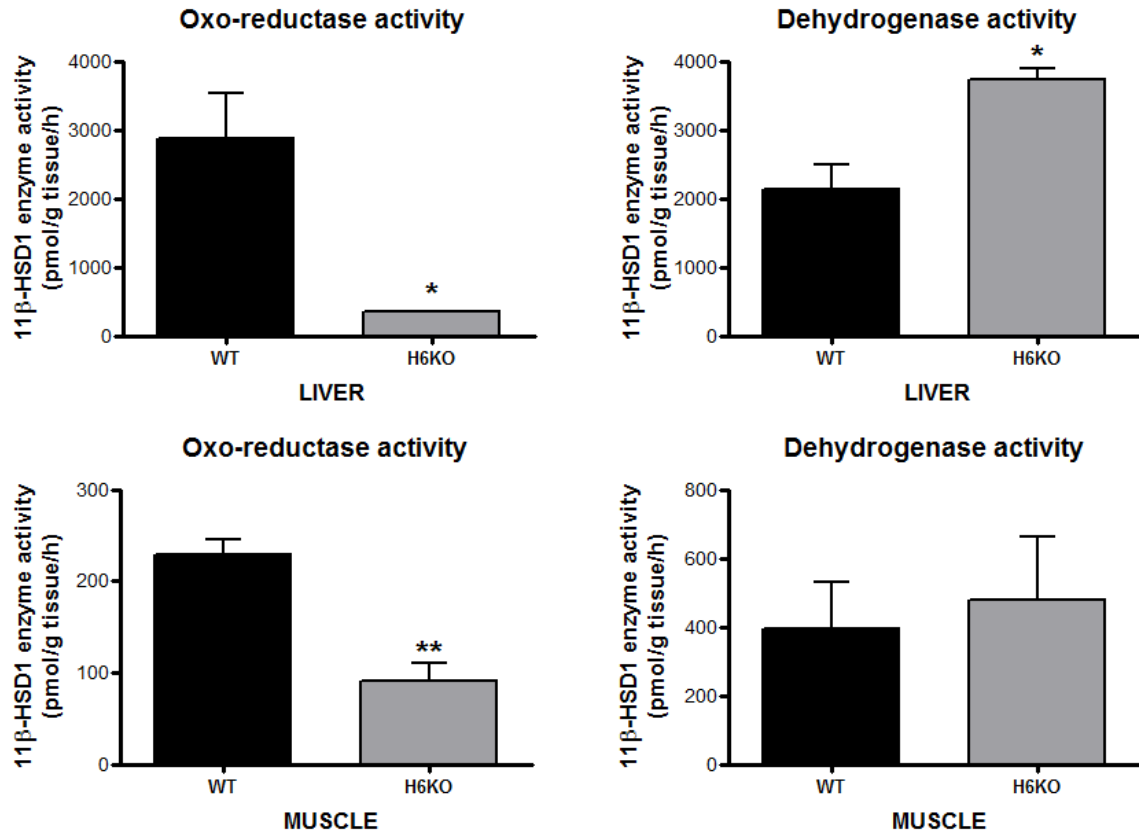 Oxo-reductase activity
11β-HSD1 enzyme activity
(pmol/g tissue/h)
4000
3000
2000
1000
0
*
WT
H6KO
LIVER
Dehydrogenase activity
11β-HSD1 enzyme activity
(pmol/g tissue/h)
4000
3000
2000
1000
0
*
WT
H6KO
LIVER
Oxo-reductase activity
11β-HSD1 enzyme activity
(pmol/g tissue/h)
300
200
100
0
**
WT
H6KO
MUSCLE
Dehydrogenase activity
11β-HSD1 enzyme activity
(pmol/g tissue/h)
800
600
400
200
0
WT
H6KO
MUSCLE